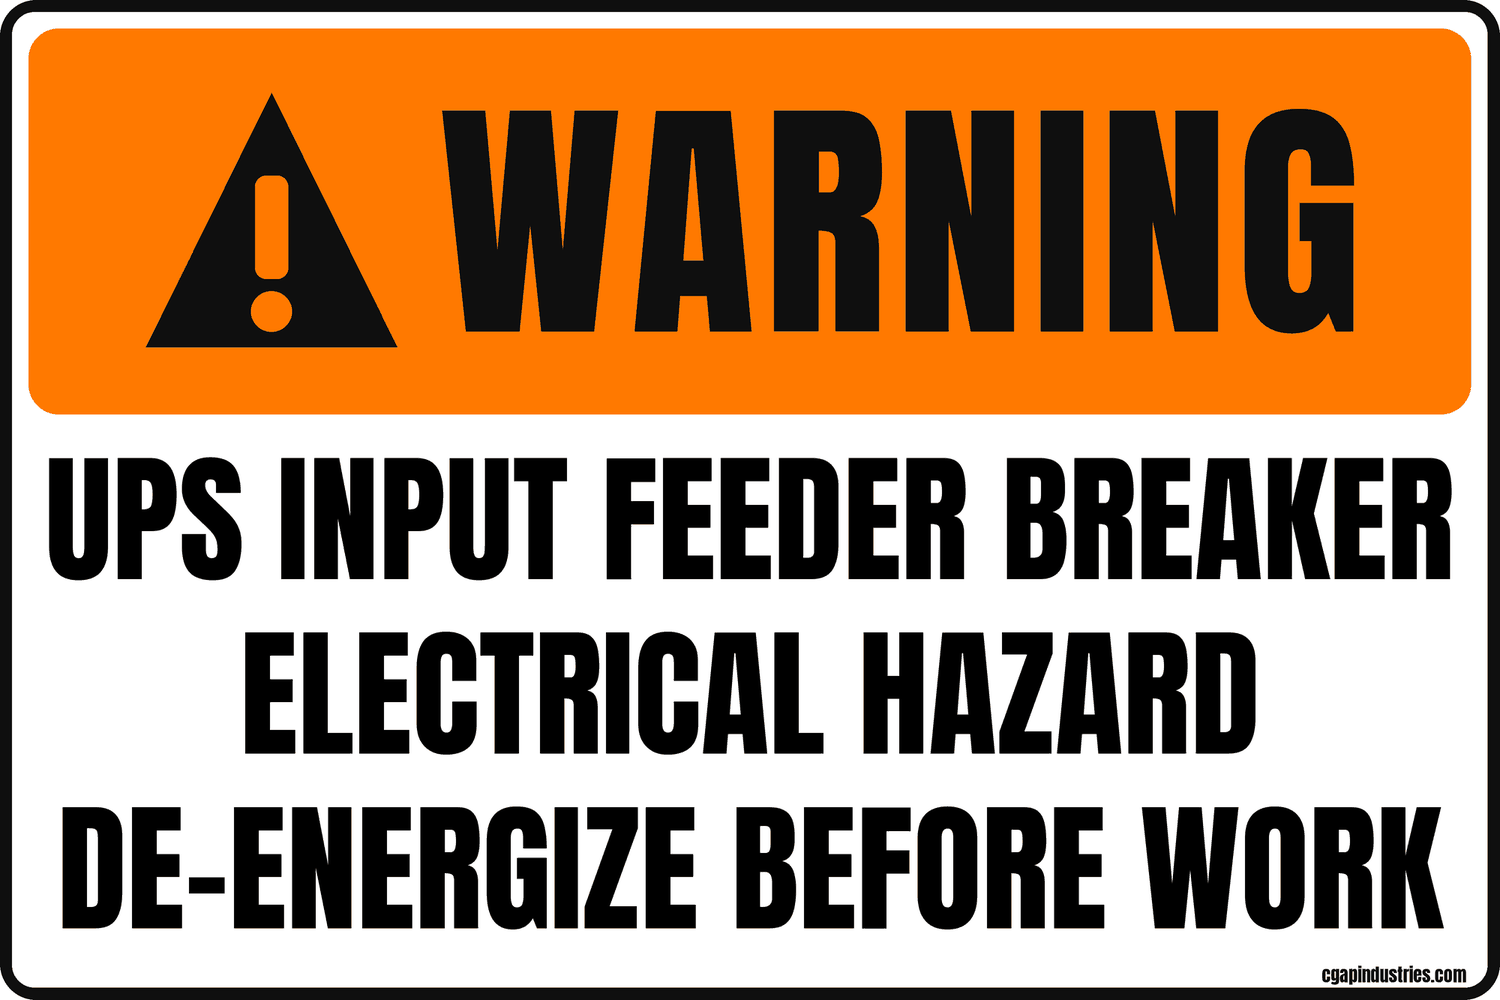 WARNING
UPS INPUT FEEDER BREAKER
ELECTRICAL HAZARD
DE-ENERGIZE BEFORE WORK
cgapindustries.com